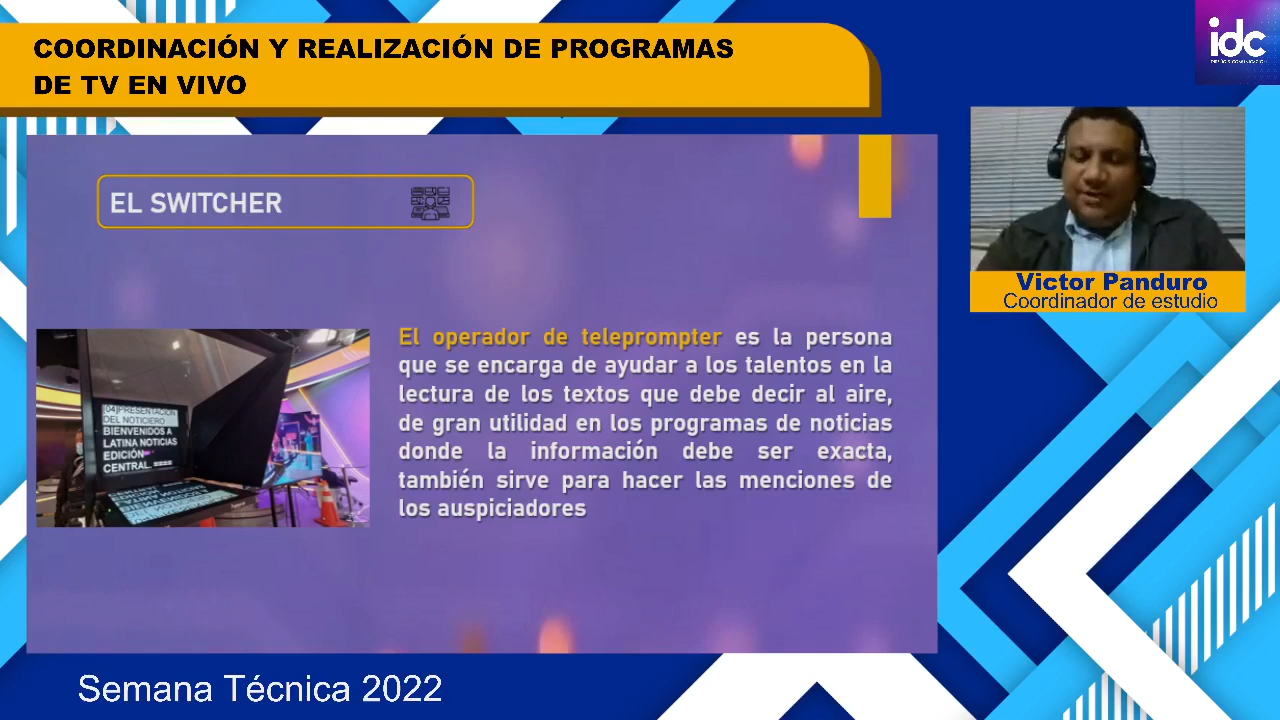 COORDINACIÓN Y REALIZACIÓN DE PROGRAMAS
DE TV EN VIVO
idc
EL SWITCHER
Victor Panduro
Coordinador de estudio
El operador de teleprompter es la persona
que se encarga de ayudar a los talentos en la
lectura de los textos que debe decir al aire,
de gran utilidad en los programas de noticias
donde la información debe ser exacta,
también sirve para hacer las menciones de
los auspiciadores
[04]PRESENTACION
DEL NOTICIERO
BIENVENIDOS A
LATINA NOTICIAS
EDICIÓN
CENTRAL. ====
Semana Técnica 2022